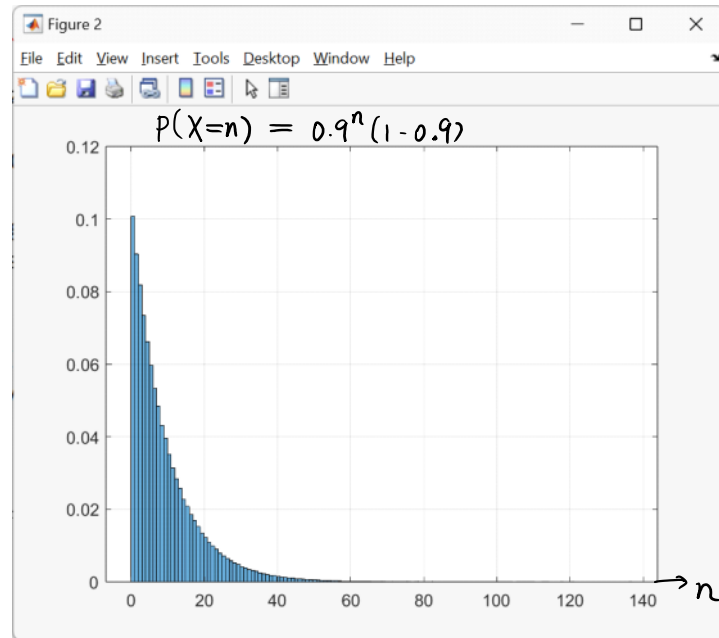 Figure 2
File Edit View Insert Tools Desktop Window Help
P(X=n) = 0.9ⁿ(1-0.9)
0.12
0.1
0.08
0.06
0.04
0.02
0
0 20 40 60 80 100 120 140
n